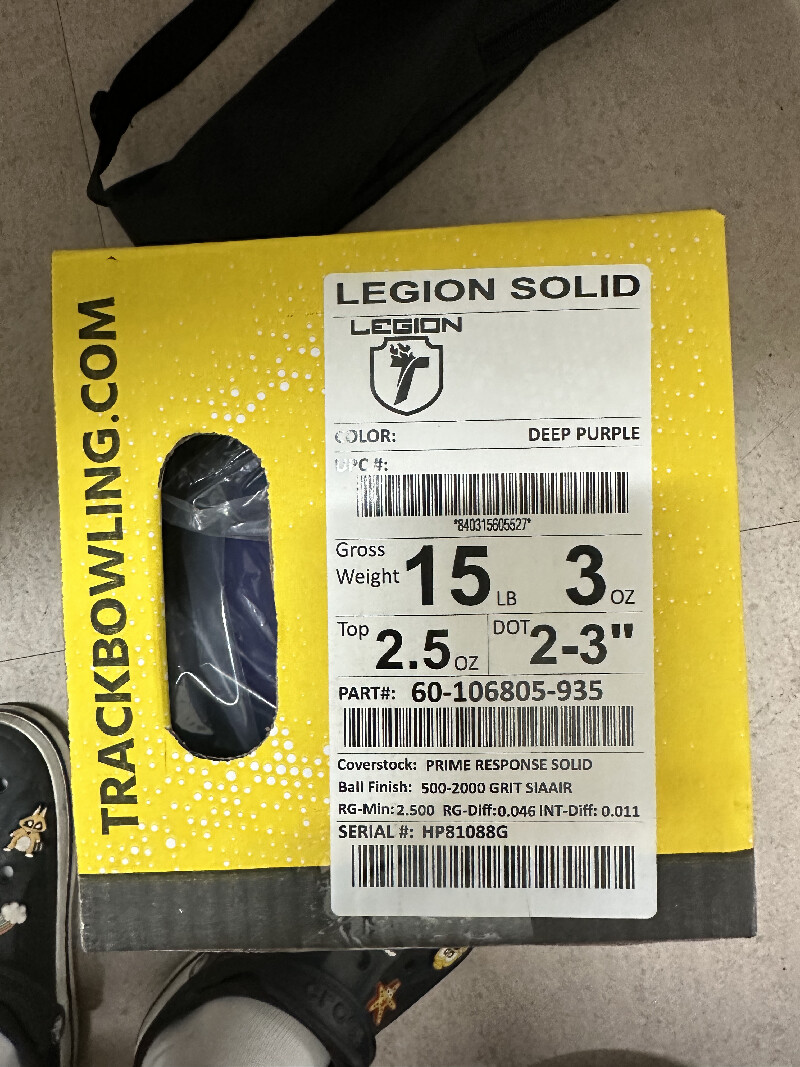 TRACKBOWLING.COM
LEGION SOLID
LEGION
COLOR: DEEP PURPLE
UPC #:
*840315605527*
Gross Weight 15 LB 3 OZ
Top 2.5 OZ DOT 2-3"
PART#: 60-106805-935
Coverstock: PRIME RESPONSE SOLID
Ball Finish: 500-2000 GRIT SIAAIR
RG-Min: 2.500 RG-Diff: 0.046 INT-Diff: 0.011
SERIAL #: HP81088G